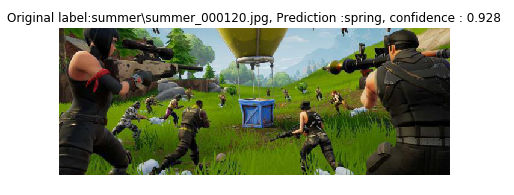 Original label:summer\summer_000120.jpg, Prediction :spring, confidence : 0.928